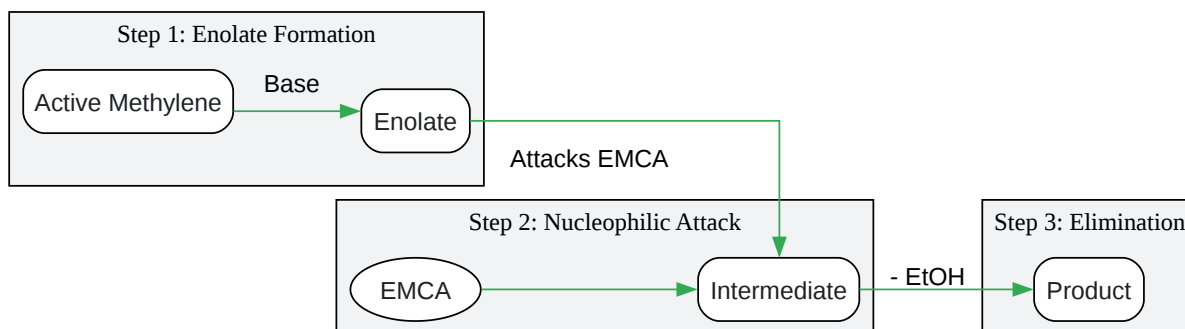 Step 1: Enolate Formation
Active Methylene
Base
Enolate
Attacks EMCA
Step 2: Nucleophilic Attack
EMCA
Intermediate
- EtOH
Step 3: Elimination
Product